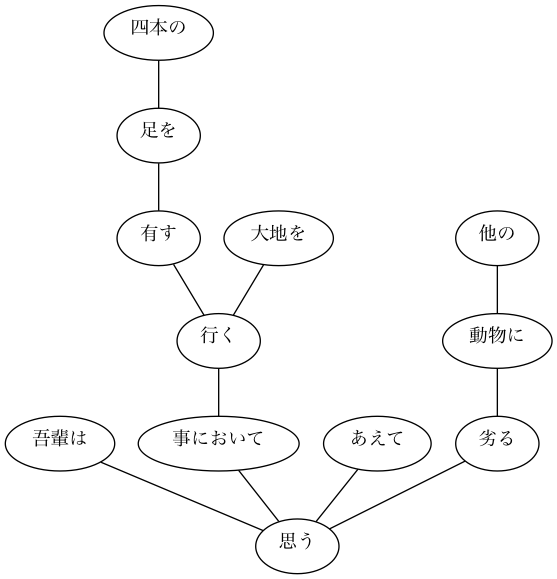 四本の
足を
有す
大地を
他の
行く
動物に
吾輩は
事において
あえて
劣る
思う